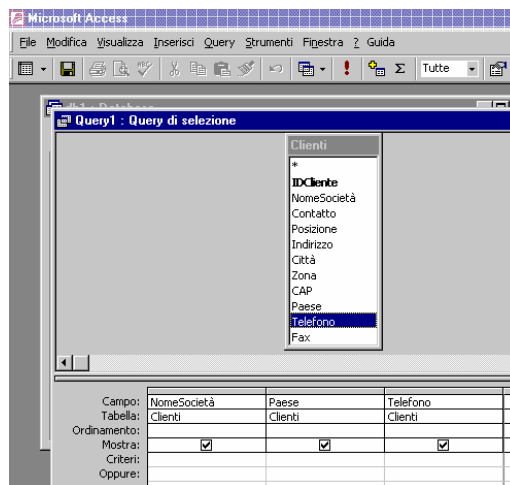 Microsoft Access
File Modifica Visualizza Inserisci Query Strumenti Finestra ? Guida
Tutte
db1 : Database
Query1 : Query di selezione
Clienti
*
IDCliente
NomeSocietà
Contatto
Posizione
Indirizzo
Città
Zona
CAP
Paese
Telefono
Fax
Campo: NomeSocietà Paese Telefono
Tabella: Clienti Clienti Clienti
Ordinamento:
Mostra:
Criteri:
Oppure: